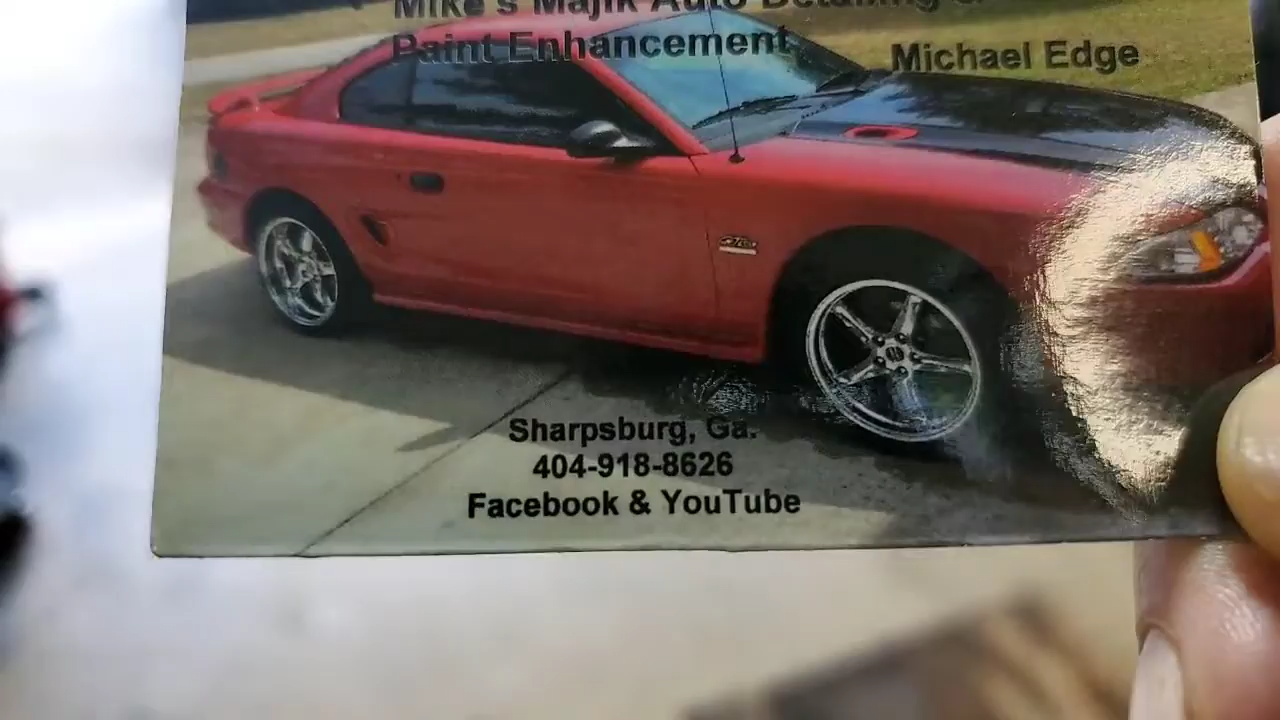 Mike's Majik Auto Detailing &
Paint Enhancement
Michael Edge
Sharpsburg, Ga.
404-918-8626
Facebook & YouTube